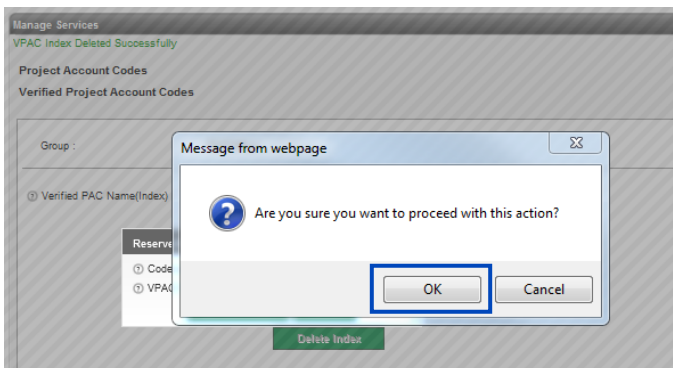 Manage Services
VPAC Index Deleted Successfully
Project Account Codes
Verified Project Account Codes
Group :
Message from webpage
Verified PAC Name(Index)
Are you sure you want to proceed with this action?
Reserve
Code
VPAC
OK
Cancel
Delete Index